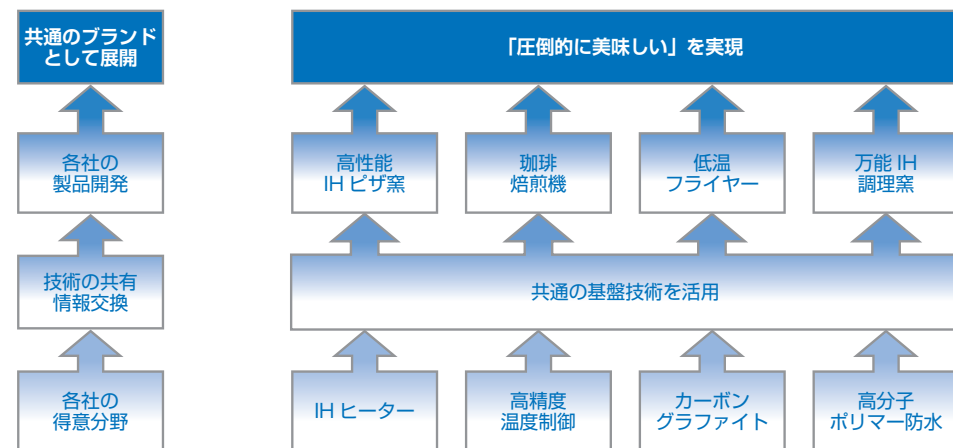 共通のブランド
として展開
「圧倒的に美味しい」を実現
各社の
製品開発
高性能
IH ピザ窯
珈琲
焙煎機
低温
フライヤー
万能 IH
調理窯
技術の共有
情報交換
共通の基盤技術を活用
各社の
得意分野
IH ヒーター
高精度
温度制御
カーボン
グラファイト
高分子
ポリマー防水